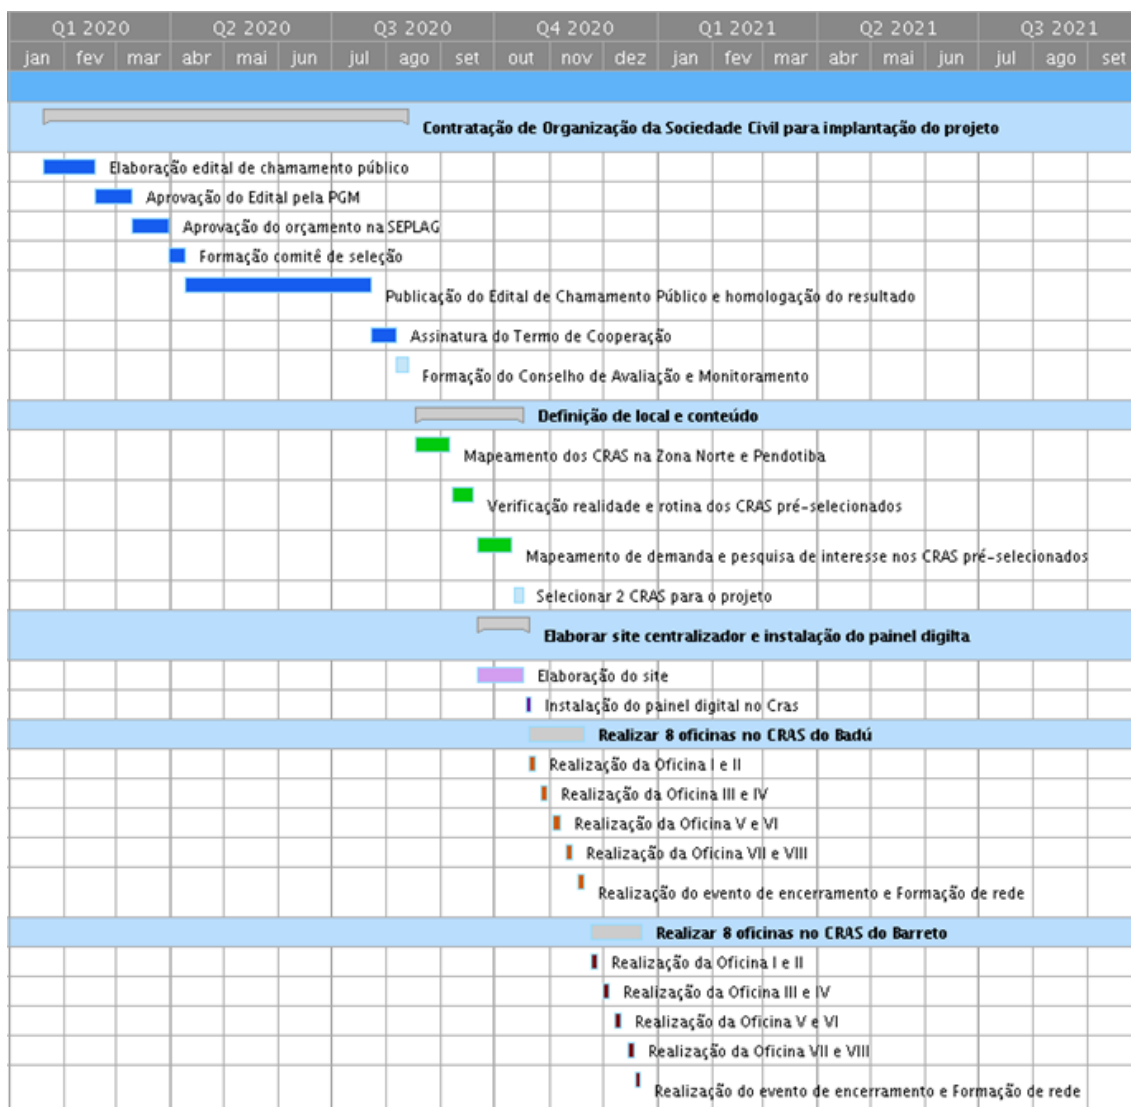 Q1 2020 Q2 2020 Q3 2020 Q4 2020 Q1 2021 Q2 2021 Q3 2021
jan fev mar abr mai jun jul ago set out nov dez jan fev mar abr mai jun jul ago set
Contratação de Organização da Sociedade Civil para implantação do projeto
Elaboração edital de chamamento público
Aprovação do Edital pela PGM
Aprovação do orçamento na SEPLAG
Formação comitê de seleção
Publicação do Edital de Chamamento Público e homologação do resultado
Assinatura do Termo de Cooperação
Formação do Conselho de Avaliação e Monitoramento
Definição de local e conteúdo
Mapeamento dos CRAS na Zona Norte e Pendotiba
Verificação realidade e rotina dos CRAS pré-selecionados
Mapeamento de demanda e pesquisa de interesse nos CRAS pré-selecionados
Selecionar 2 CRAS para o projeto
Elaborar site centralizador e instalação do painel digilta
Elaboração do site
Instalação do painel digital no Cras
Realizar 8 oficinas no CRAS do Badú
Realização da Oficina I e II
Realização da Oficina III e IV
Realização da Oficina V e VI
Realização da Oficina VII e VIII
Realização do evento de encerramento e Formação de rede
Realizar 8 oficinas no CRAS do Barreto
Realização da Oficina I e II
Realização da Oficina III e IV
Realização da Oficina V e VI
Realização da Oficina VII e VIII
Realização do evento de encerramento e Formação de rede